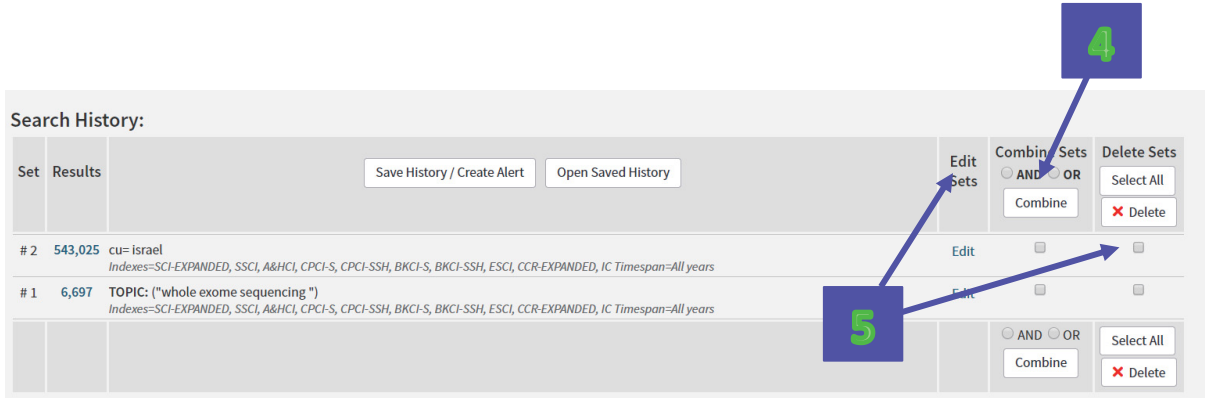 4
Search History:
Set Results Save History / Create Alert Open Saved History Edit Sets Combine Sets Delete Sets
AND OR Select All
Combine Delete
# 2 543,025 cu= israel Edit
Indexes=SCI-EXPANDED, SSCI, A&HCI, CPCI-S, CPCI-SSH, BKCI-S, BKCI-SSH, ESCI, CCR-EXPANDED, IC Timespan=All years
# 1 6,697 TOPIC: ("whole exome sequencing ") Edit
Indexes=SCI-EXPANDED, SSCI, A&HCI, CPCI-S, CPCI-SSH, BKCI-S, BKCI-SSH, ESCI, CCR-EXPANDED, IC Timespan=All years
5
AND OR Select All
Combine Delete